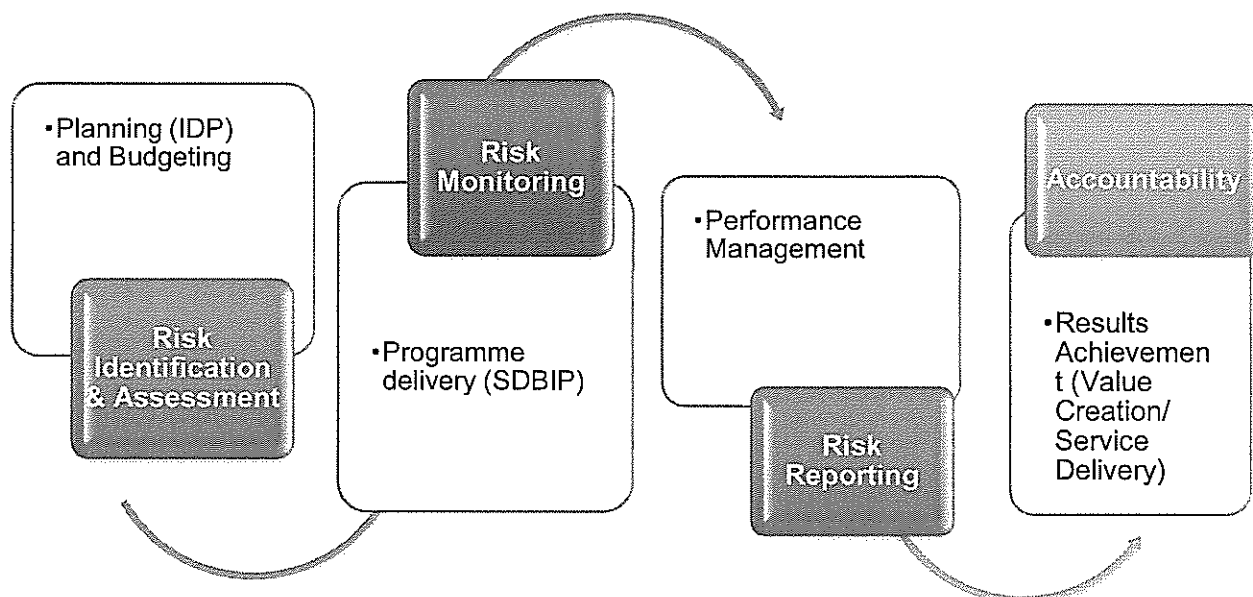 •Planning (IDP)
and Budgeting
Risk
Identification
& Assessment
Risk
Monitoring
•Programme
delivery (SDBIP)
•Performance
Management
Risk
Reporting
Accountability
•Results
Achievemen
t (Value
Creation/
Service
Delivery)